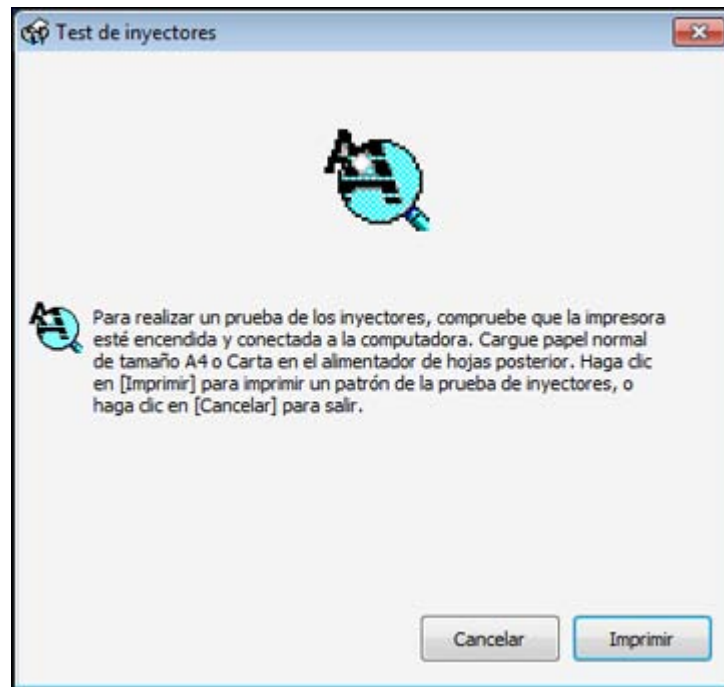 Test de inyectores
Para realizar un prueba de los inyectores, compruebe que la impresora
esté encendida y conectada a la computadora. Cargue papel normal
de tamaño A4 o Carta en el alimentador de hojas posterior. Haga clic
en [Imprimir] para imprimir un patrón de la prueba de inyectores, o
haga clic en [Cancelar] para salir.
Cancelar
Imprimir